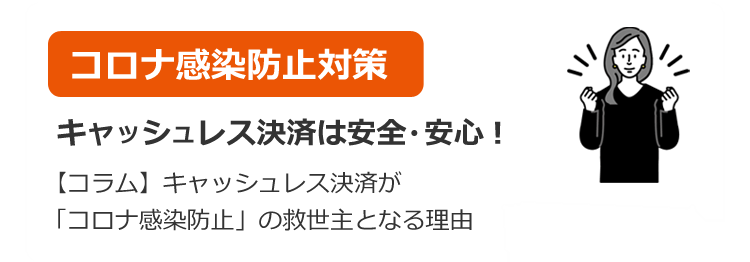 コロナ感染防止対策
キャッシュレス決済は安全・安心！
【コラム】キャッシュレス決済が
「コロナ感染防止」の救世主となる理由